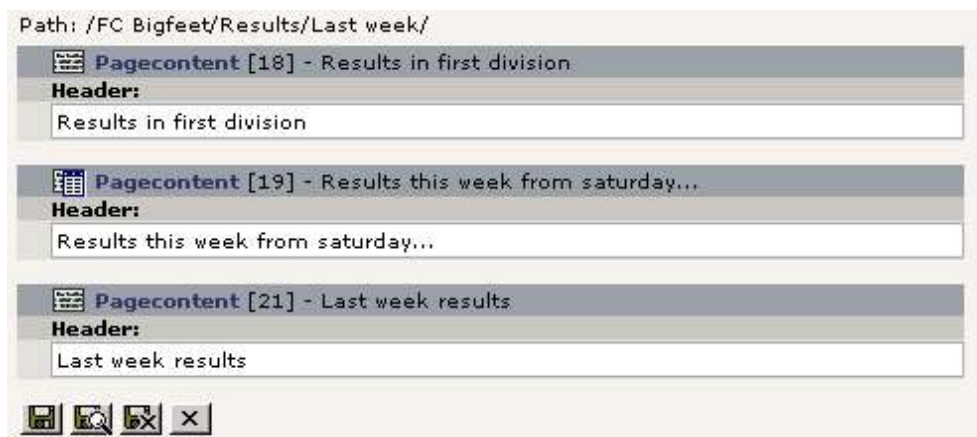 Path: /FC Bigfeet/Results/Last week/
Pagecontent [18] - Results in first division
Header:
Results in first division
Pagecontent [19] - Results this week from saturday...
Header:
Results this week from saturday...
Pagecontent [21] - Last week results
Header:
Last week results